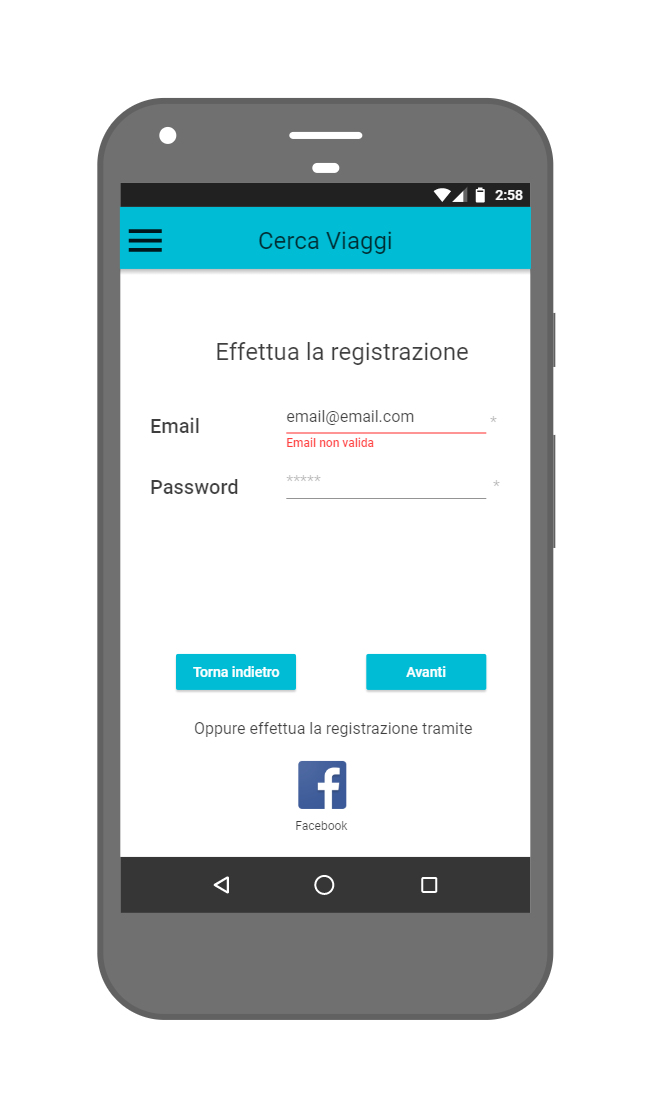 2:58
Cerca Viaggi
Effettua la registrazione
Email
email@email.com *
Email non valida
Password
***** *
Torna indietro
Avanti
Oppure effettua la registrazione tramite
f
Facebook